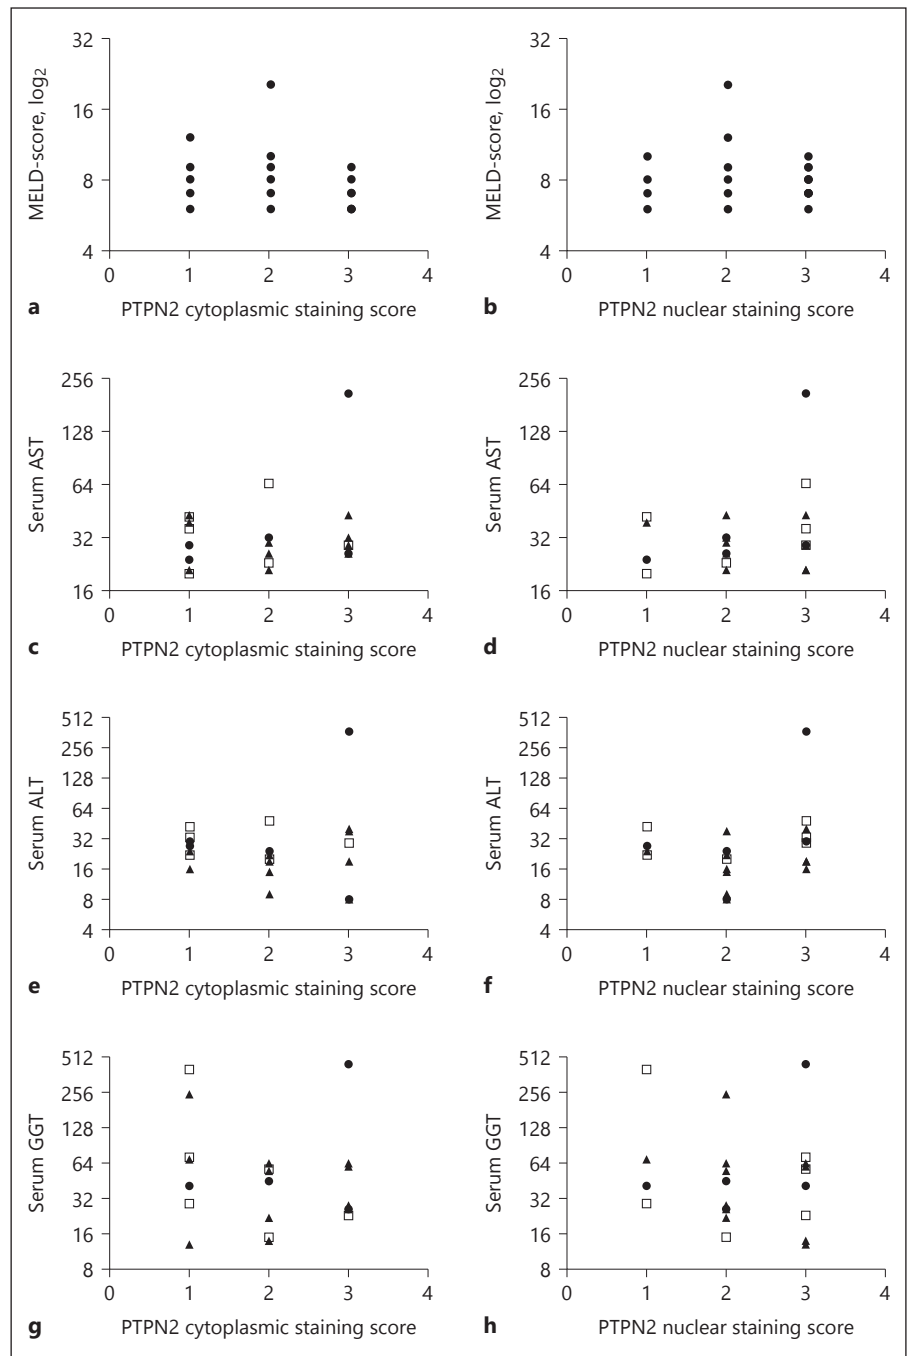 32
16
8
4
MELD-score, log2
0 1 2 3 4
a PTPN2 cytoplasmic staining score
32
16
8
4
MELD-score, log2
0 1 2 3 4
b PTPN2 nuclear staining score
256
128
64
32
16
Serum AST
0 1 2 3 4
c PTPN2 cytoplasmic staining score
256
128
64
32
16
Serum AST
0 1 2 3 4
d PTPN2 nuclear staining score
512
256
128
64
32
16
8
4
Serum ALT
0 1 2 3 4
e PTPN2 cytoplasmic staining score
512
256
128
64
32
16
8
4
Serum ALT
0 1 2 3 4
f PTPN2 nuclear staining score
512
256
128
64
32
16
8
Serum GGT
0 1 2 3 4
g PTPN2 cytoplasmic staining score
512
256
128
64
32
16
8
Serum GGT
0 1 2 3 4
h PTPN2 nuclear staining score